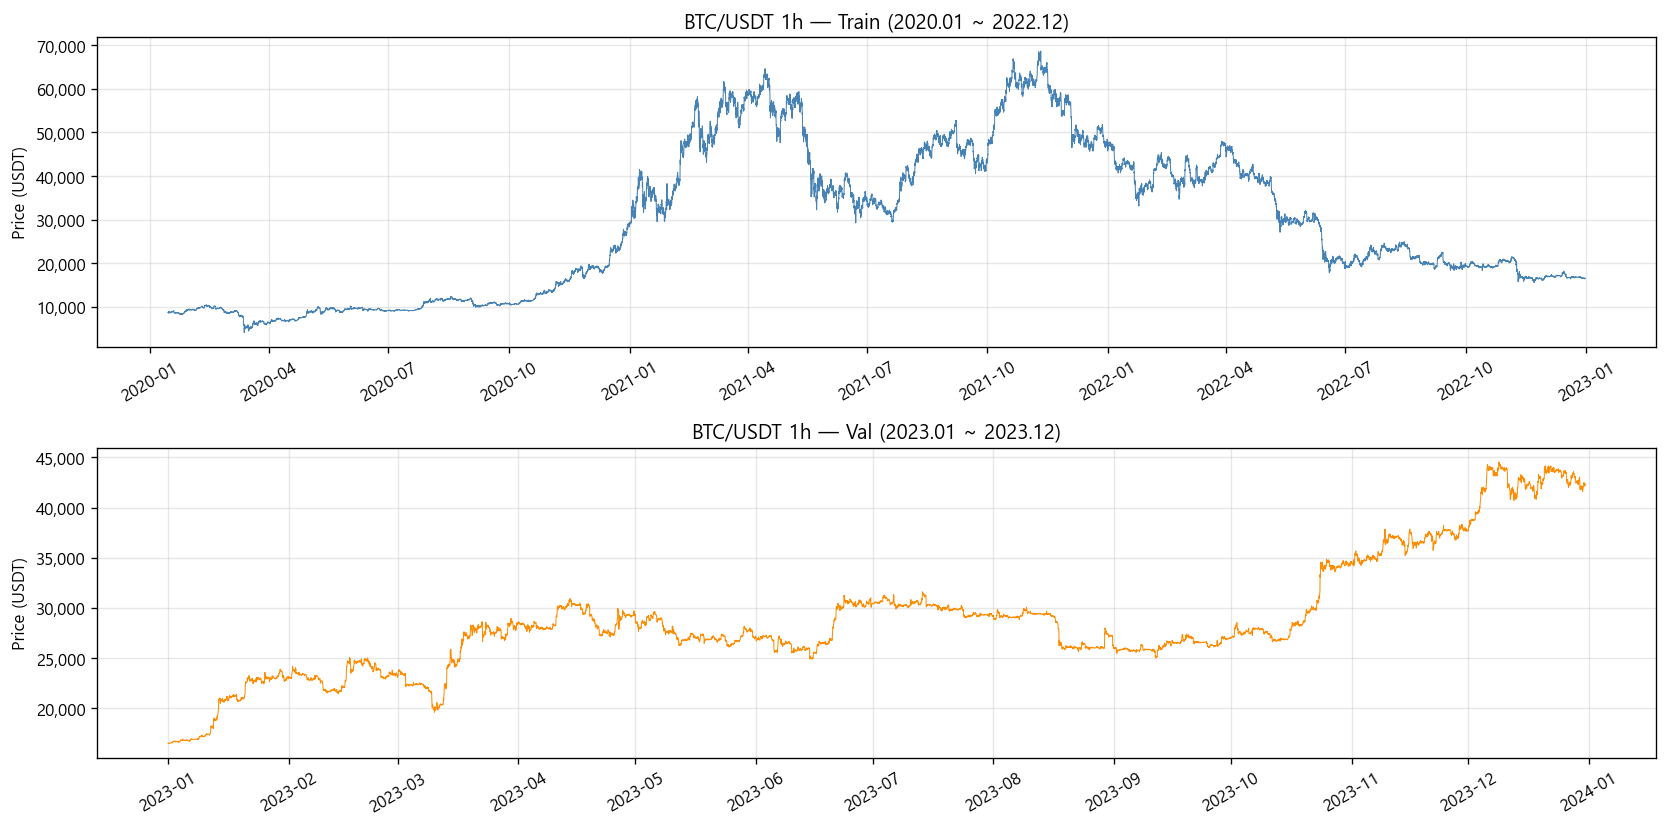 BTC/USDT 1h — Train (2020.01 ~ 2022.12)
Price (USDT)
70,000
60,000
50,000
40,000
30,000
20,000
10,000
2020-01 2020-04 2020-07 2020-10 2021-01 2021-04 2021-07 2021-10 2022-01 2022-04 2022-07 2022-10 2023-01
BTC/USDT 1h — Val (2023.01 ~ 2023.12)
Price (USDT)
45,000
40,000
35,000
30,000
25,000
20,000
2023-01 2023-02 2023-03 2023-04 2023-05 2023-06 2023-07 2023-08 2023-09 2023-10 2023-11 2023-12 2024-01